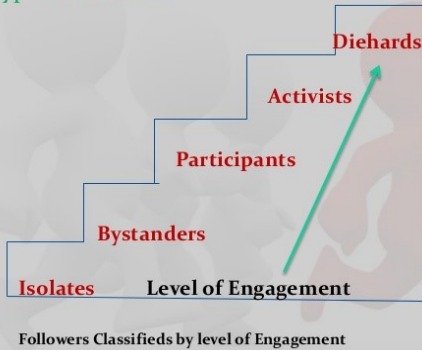 Diehards
Activists
Participants
Bystanders
Isolates Level of Engagement
Followers Classifieds by level of Engagement